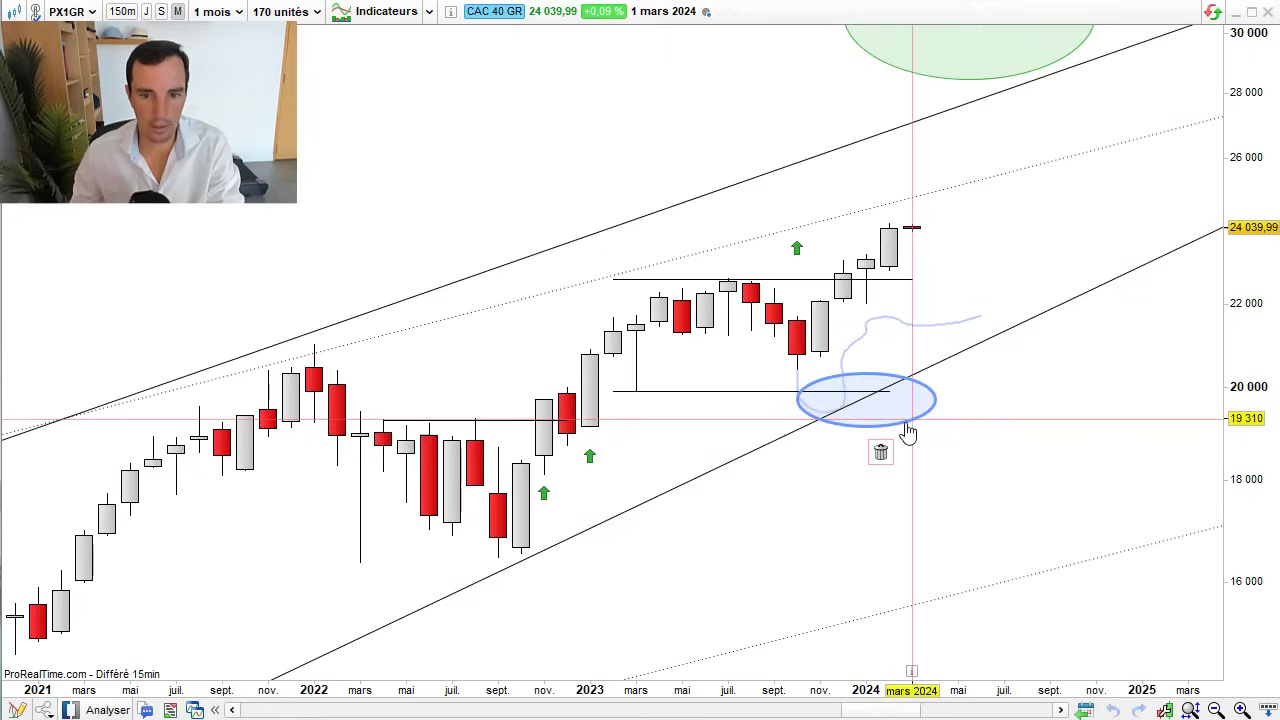 PX1GR 150m J S M 1 mois 170 unités Indicateurs i CAC 40 GR 24 039,99 +0,09 % 1 mars 2024
30 000
28 000
26 000
24 039,99
22 000
20 000
19 310
18 000
16 000
i
ProRealTime.com - Différé 15min
2021 mars mai juil. sept. nov. 2022 mars mai juil. sept. nov. 2023 mars mai juil. sept. nov. 2024 mars 2024 mai juil. sept. nov. 2025 mars
Analyser